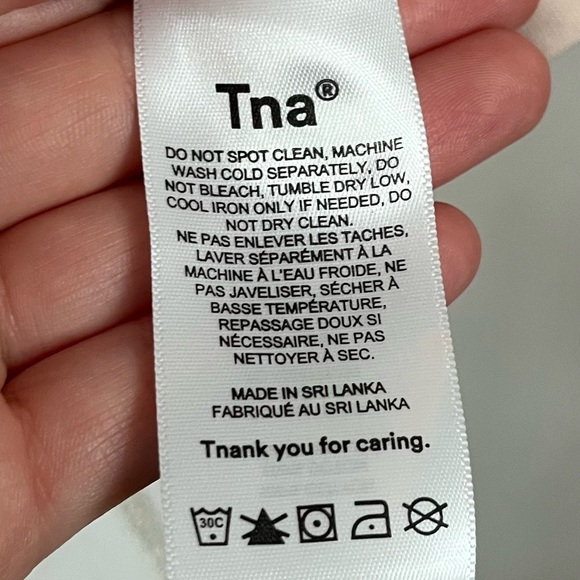 Tna®
DO NOT SPOT CLEAN, MACHINE
WASH COLD SEPARATELY, DO
NOT BLEACH, TUMBLE DRY LOW,
COOL IRON ONLY IF NEEDED, DO
NOT DRY CLEAN.
NE PAS ENLEVER LES TACHES,
LAVER SÉPARÉMENT À LA
MACHINE À L'EAU FROIDE, NE
PAS JAVELISER, SÉCHER À
BASSE TEMPÉRATURE,
REPASSAGE DOUX SI
NÉCESSAIRE, NE PAS
NETTOYER À SEC.
MADE IN SRI LANKA
FABRIQUÉ AU SRI LANKA
Tnank you for caring.
30C